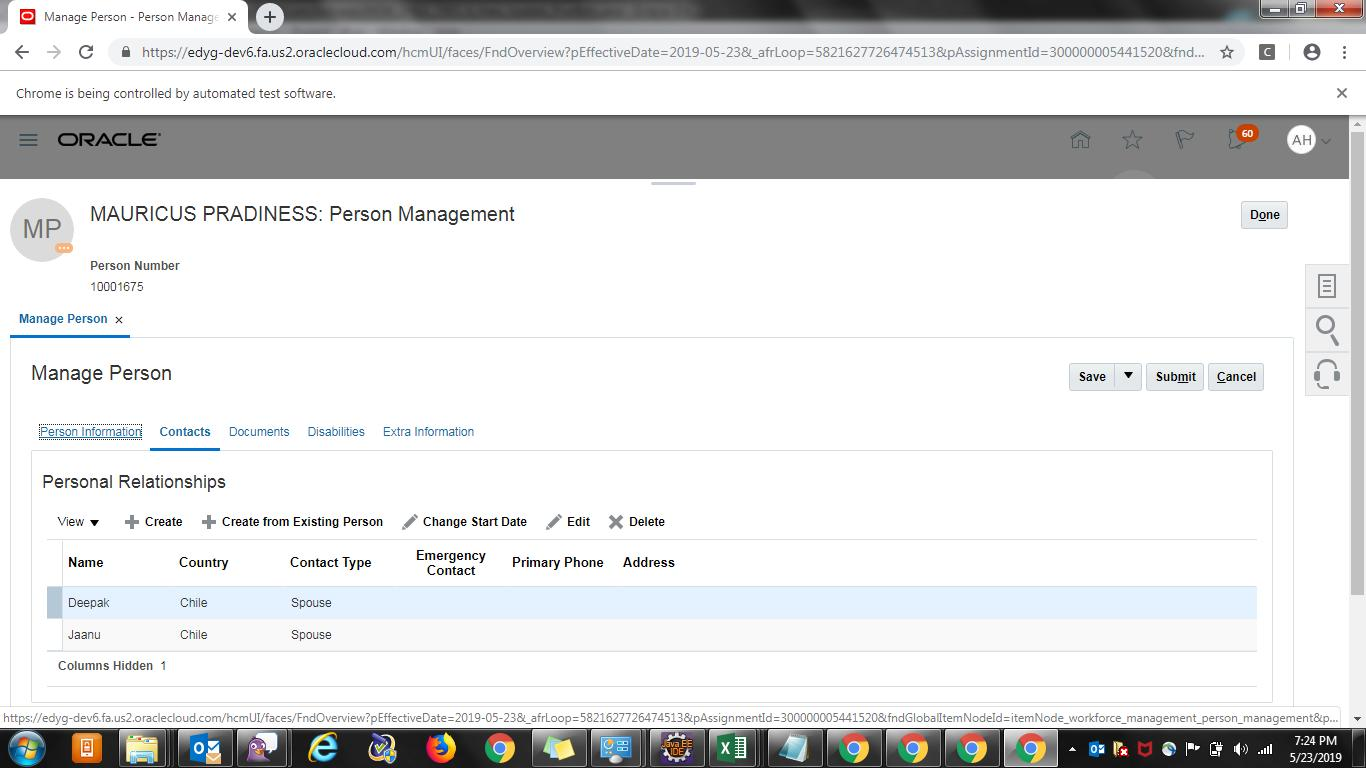 Manage Person - Person Manage
https://edyg-dev6.fa.us2.oraclecloud.com/hcmUI/faces/FndOverview?pEffectiveDate=2019-05-23&_afrLoop=5821627726474513&pAssignmentId=300000005441520&fnd...
C
Chrome is being controlled by automated test software.
ORACLE
60
AH
MP
MAURICUS PRADINESS: Person Management
Done
Person Number
10001675
Manage Person
Manage Person
Save Submit Cancel
Person Information Contacts Documents Disabilities Extra Information
Personal Relationships
View Create Create from Existing Person Change Start Date Edit Delete
Name Country Contact Type Emergency Contact Primary Phone Address
Deepak Chile Spouse
Jaanu Chile Spouse
Columns Hidden 1
https://edyg-dev6.fa.us2.oraclecloud.com/hcmUI/faces/FndOverview?pEffectiveDate=2019-05-23&_afrLoop=5821627726474513&pAssignmentId=300000005441520&fndGlobalItemNodeId=itemNode_workforce_management_person_management&p...
Java EE
IDE
7:24 PM
5/23/2019